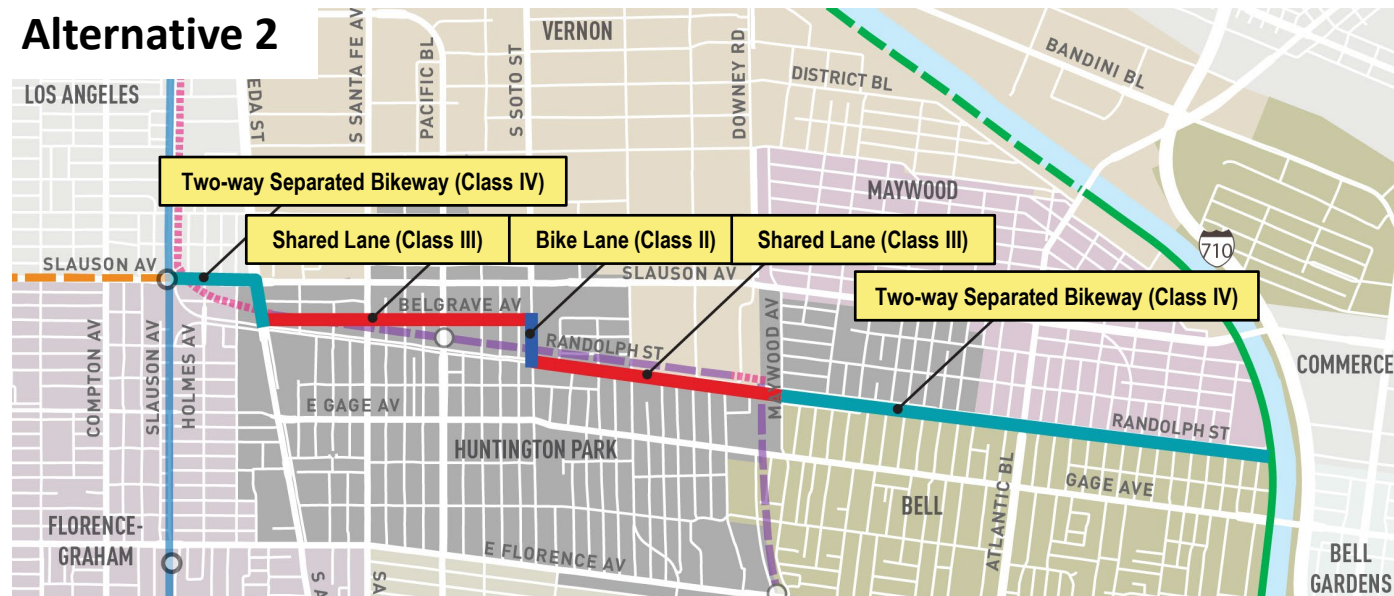 Alternative 2
VERNON
LOS ANGELES
EDA ST
S SANTA FE AV
PACIFIC BL
S SOTO ST
DOWNEY RD
DISTRICT BL
BANDINI BL
Two-way Separated Bikeway (Class IV)
MAYWOOD
Shared Lane (Class III)
Bike Lane (Class II)
Shared Lane (Class III)
710
SLAUSON AV
SLAUSON AV
Two-way Separated Bikeway (Class IV)
BELGRAVE AV
RANDOLPH ST
MAYWOOD AV
COMMERCE
COMPTON AV
SLAUSON AV
HOLMES AV
E GAGE AV
RANDOLPH ST
HUNTINGTON PARK
ATLANTIC BL
GAGE AVE
BELL
FLORENCE-
GRAHAM
E FLORENCE AV
BELL
GARDENS
S A
SA